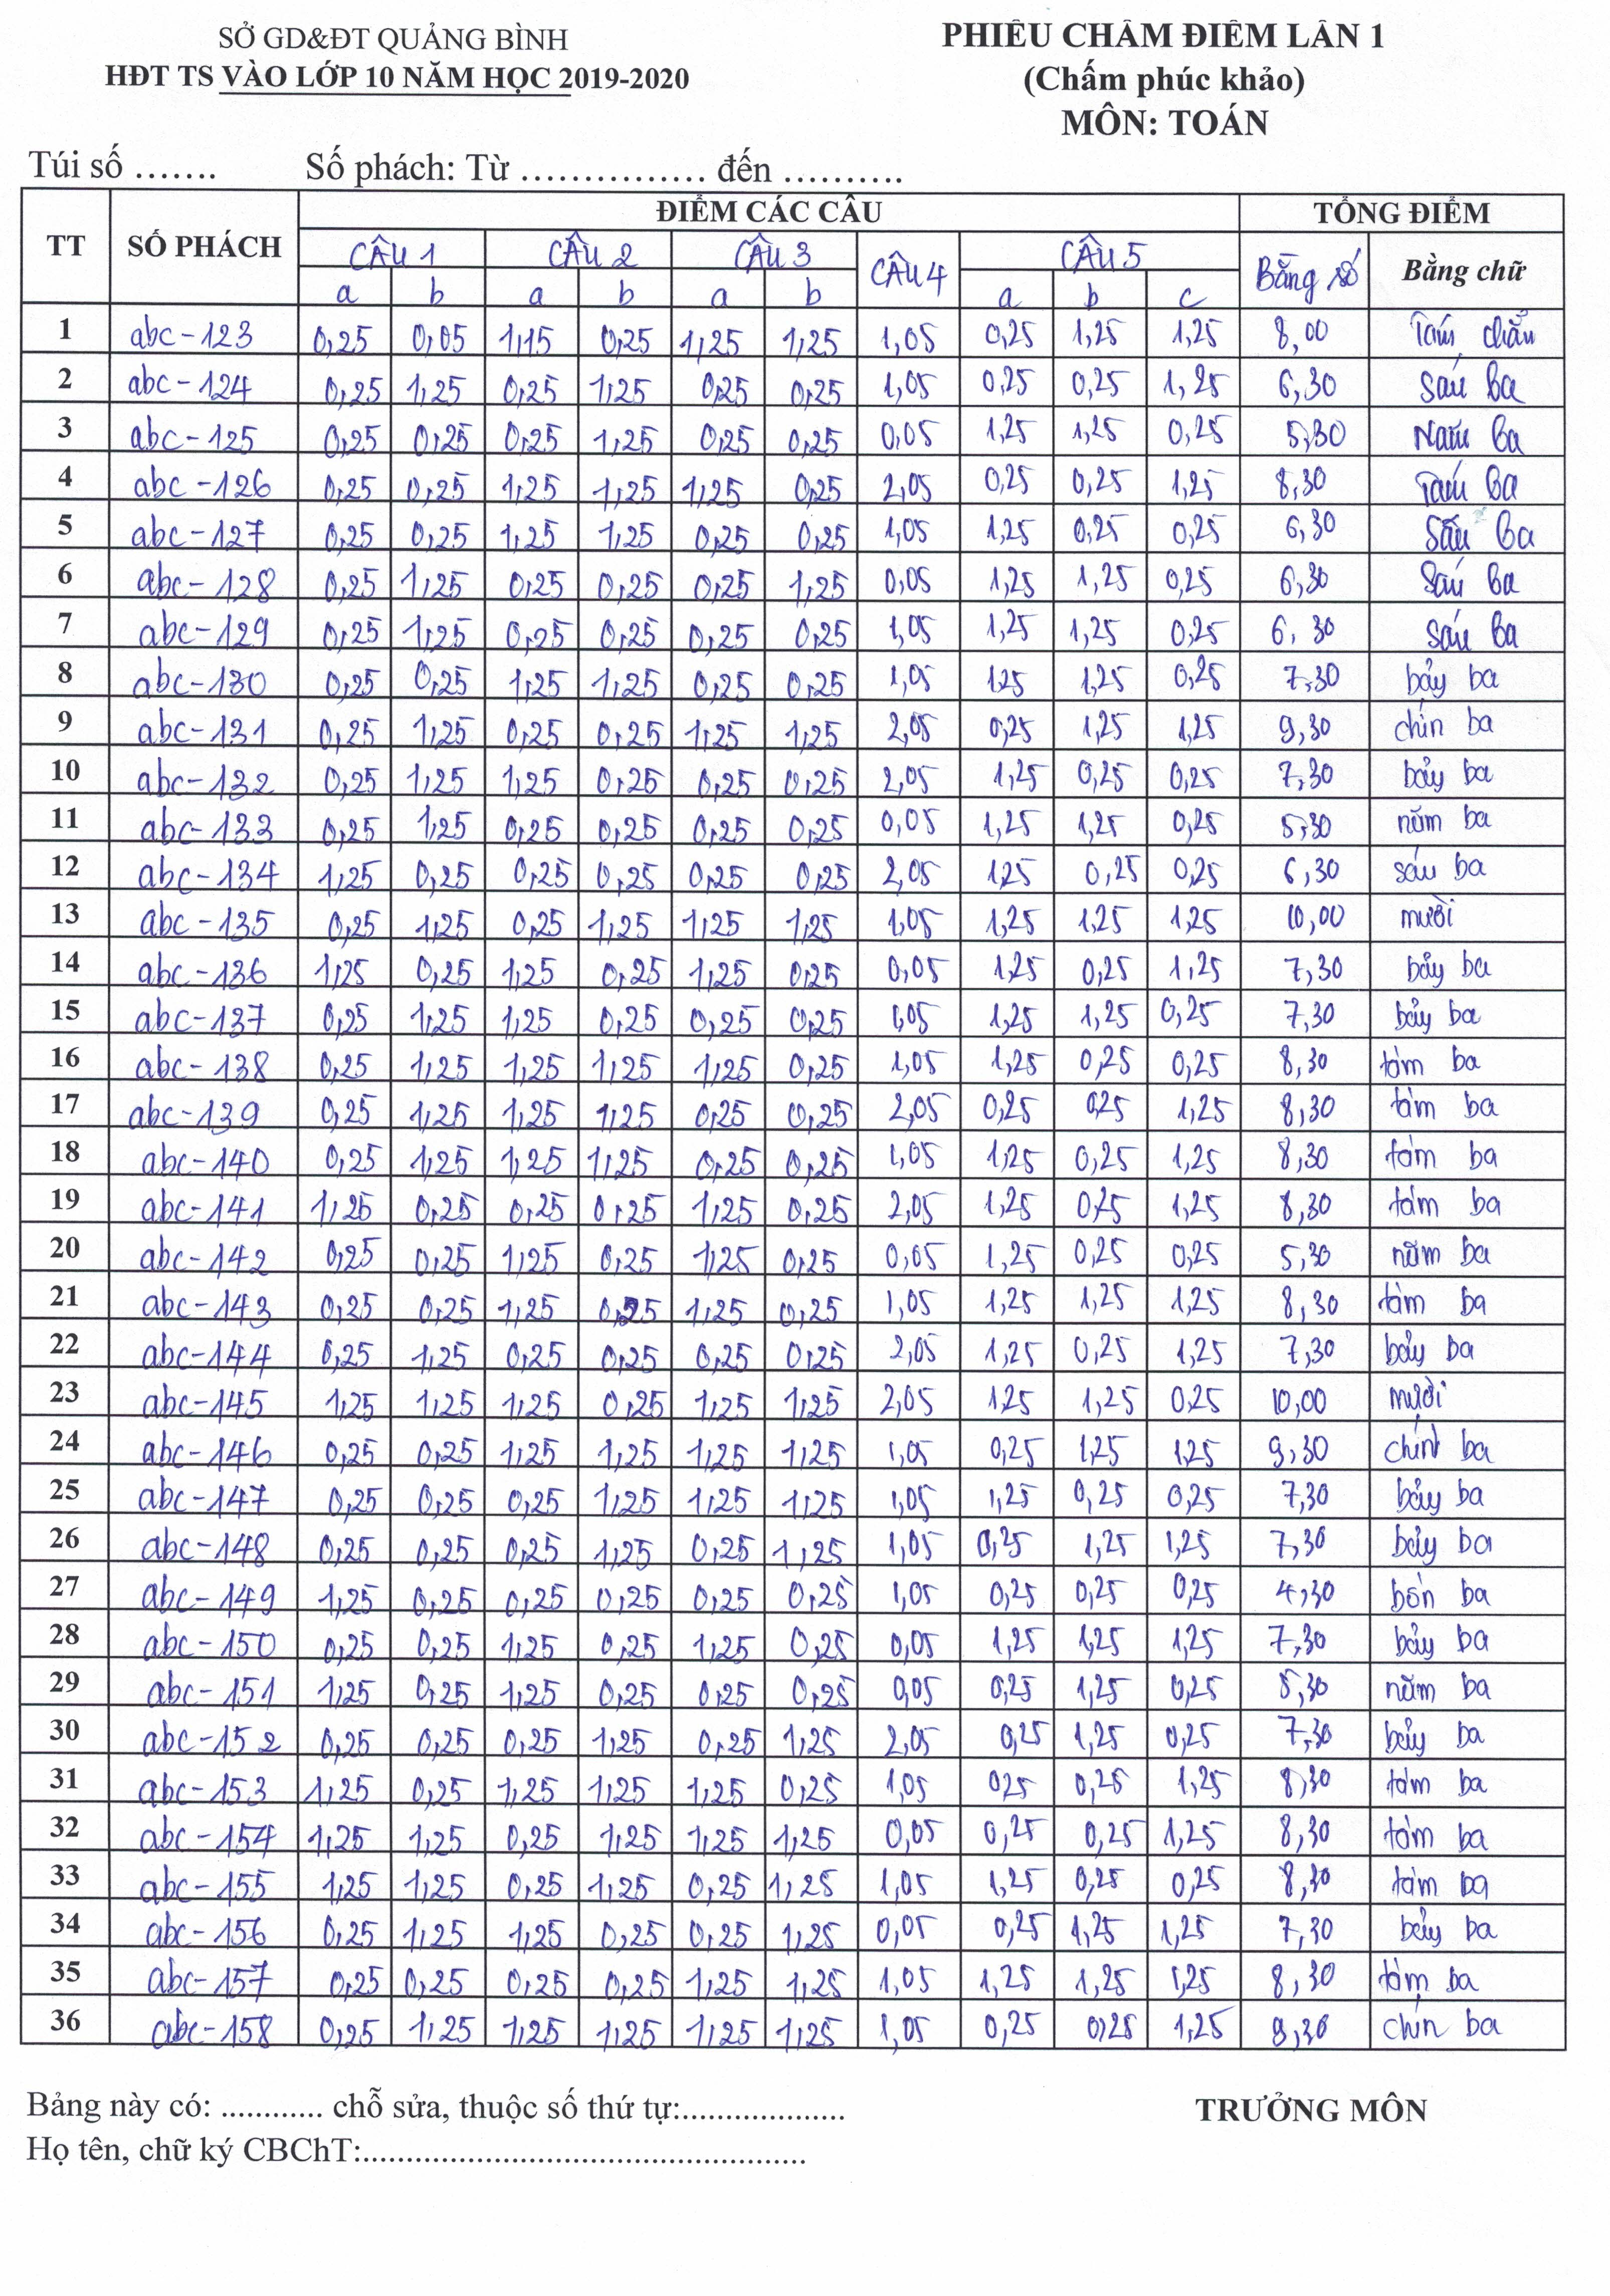 SỞ GD&ĐT QUẢNG BÌNH
HĐT TS VÀO LỚP 10 NĂM HỌC 2019-2020
PHIẾU CHẤM ĐIỂM LẦN 1
(Chấm phúc khảo)
MÔN: TOÁN
Túi số ……. Số phách: Từ …………… đến ……….
TT SỐ PHÁCH ĐIỂM CÁC CÂU TỔNG ĐIỂM
CÂU 1 CÂU 2 CÂU 3 CÂU 4 CÂU 5 Bằng số Bằng chữ
a b a b a b a b c
1 abc-123 0,25 0,05 1,15 0,25 1,25 1,25 1,05 0,25 1,25 1,25 8,00 Tám chẵn
2 abc-124 0,25 1,25 0,25 1,25 0,25 0,25 1,05 0,25 0,25 1,25 6,30 sáu ba
3 abc-125 0,25 0,25 0,25 1,25 0,25 0,25 0,05 1,25 1,25 0,25 5,30 Năm ba
4 abc-126 0,25 0,25 1,25 1,25 1,25 0,25 2,05 0,25 0,25 1,25 8,30 Tám ba
5 abc-127 0,25 0,25 1,25 1,25 0,25 0,25 1,05 1,25 0,25 0,25 6,30 Sáu ba
6 abc-128 0,25 1,25 0,25 0,25 0,25 1,25 0,05 1,25 1,25 0,25 6,30 Sáu ba
7 abc-129 0,25 1,25 0,25 0,25 0,25 0,25 1,05 1,25 1,25 0,25 6,30 Sáu ba
8 abc-130 0,25 0,25 1,25 1,25 0,25 0,25 1,05 125 1,25 0,25 7,30 bảy ba
9 abc-131 0,25 1,25 0,25 0,25 1,25 1,25 2,05 0,25 1,25 1,25 9,30 chín ba
10 abc-132 0,25 1,25 1,25 0,25 0,25 0,25 2,05 1,25 0,25 0,25 7,30 bảy ba
11 abc-133 0,25 1,25 0,25 0,25 0,25 0,25 0,05 1,25 1,25 0,25 5,30 năm ba
12 abc-134 1,25 0,25 0,25 0,25 0,25 0,25 2,05 125 0,25 0,25 6,30 sáu ba
13 abc-135 0,25 1,25 0,25 1,25 1,25 1,25 1,05 1,25 1,25 1,25 10,00 mười
14 abc-136 1,25 0,25 1,25 0,25 1,25 0,25 0,05 1,25 0,25 1,25 7,30 bảy ba
15 abc-137 0,25 1,25 1,25 0,25 0,25 0,25 1,05 1,25 1,25 0,25 7,30 bảy ba
16 abc-138 0,25 1,25 1,25 1,25 1,25 0,25 1,05 1,25 0,25 0,25 8,30 tám ba
17 abc-139 0,25 1,25 1,25 1,25 0,25 0,25 2,05 0,25 0,25 1,25 8,30 tám ba
18 abc-140 0,25 1,25 1,25 1,25 0,25 0,25 1,05 1,25 0,25 1,25 8,30 tám ba
19 abc-141 1,25 0,25 0,25 0,25 1,25 0,25 2,05 1,25 0,25 1,25 8,30 tám ba
20 abc-142 0,25 0,25 1,25 0,25 1,25 0,25 0,05 1,25 0,25 0,25 5,30 năm ba
21 abc-143 0,25 0,25 1,25 0,25 1,25 0,25 1,05 1,25 1,25 1,25 8,30 tám ba
22 abc-144 0,25 1,25 0,25 0,25 0,25 0,25 2,05 1,25 0,25 1,25 7,30 bảy ba
23 abc-145 1,25 1,25 1,25 0,25 1,25 1,25 2,05 125 1,25 0,25 10,00 mười
24 abc-146 0,25 0,25 1,25 1,25 1,25 1,25 1,05 0,25 1,25 125 9,30 chính ba
25 abc-147 0,25 0,25 0,25 1,25 1,25 1,25 1,05 1,25 0,25 0,25 7,30 bảy ba
26 abc-148 0,25 0,25 0,25 1,25 0,25 1,25 1,05 0,25 1,25 1,25 7,30 bảy ba
27 abc-149 1,25 0,25 0,25 0,25 0,25 0,25 1,05 0,25 0,25 0,25 4,30 bốn ba
28 abc-150 0,25 0,25 1,25 0,25 1,25 0,25 0,05 1,25 1,25 1,25 7,30 bảy ba
29 abc-151 1,25 0,25 1,25 0,25 0,25 0,25 0,05 0,25 1,25 0,25 5,30 năm ba
30 abc-152 0,25 0,25 0,25 1,25 0,25 1,25 2,05 0,25 1,25 0,25 7,30 bảy ba
31 abc-153 1,25 0,25 1,25 1,25 1,25 0,25 1,05 025 0,25 1,25 8,30 tám ba
32 abc-154 1,25 1,25 0,25 1,25 1,25 1,25 0,05 0,25 0,25 1,25 8,30 tám ba
33 abc-155 1,25 1,25 0,25 1,25 0,25 1,25 1,05 1,25 0,25 0,25 8,30 tám ba
34 abc-156 0,25 1,25 1,25 0,25 0,25 1,25 0,05 0,25 1,25 1,25 7,30 bảy ba
35 abc-157 0,25 0,25 0,25 0,25 1,25 1,25 1,05 1,25 1,25 1,25 8,30 tám ba
36 abc-158 0,25 1,25 1,25 1,25 1,25 1,25 1,05 0,25 0,25 1,25 9,30 chín ba
Bảng này có: ............ chỗ sửa, thuộc số thứ tự:...................
TRƯỞNG MÔN
Họ tên, chữ ký CBChT:....................................................